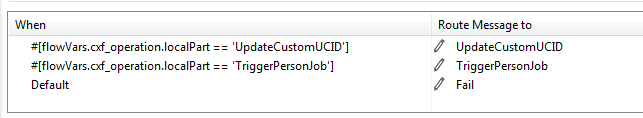 When Route Message to
#[flowVars.cxf_operation.localPart == 'UpdateCustomUCID'] UpdateCustomUCID
#[flowVars.cxf_operation.localPart == 'TriggerPersonJob'] TriggerPersonJob
Default Fail